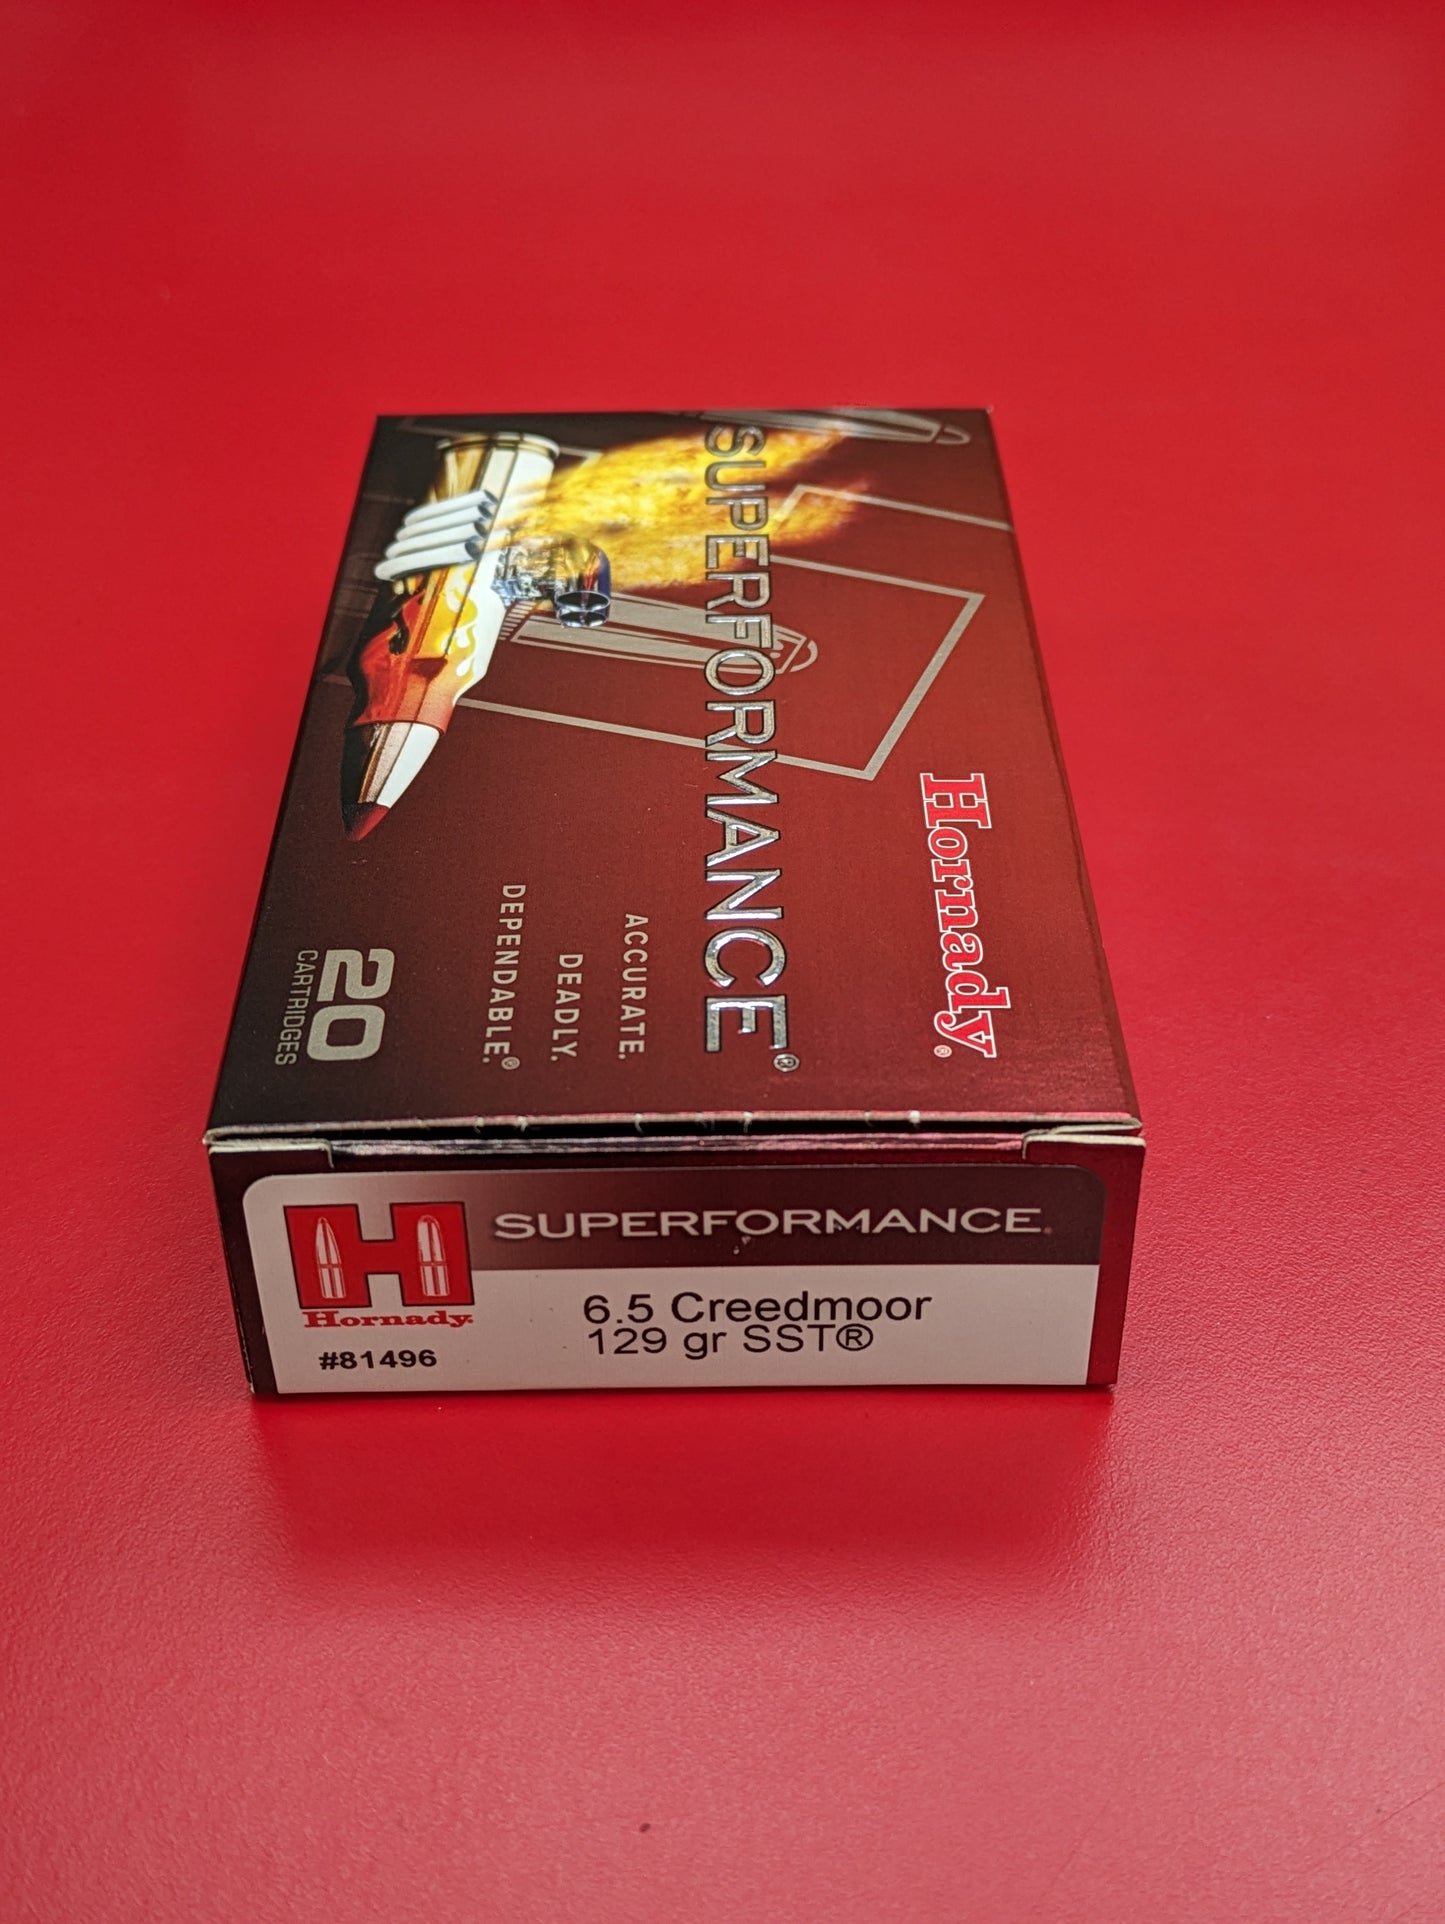 Hornady®
SUPERFORMANCE®
ACCURATE.
DEADLY.
DEPENDABLE.®
20
CARTRIDGES
H
Hornady®
#81496
SUPERFORMANCE®
6.5 Creedmoor
129 gr SST®